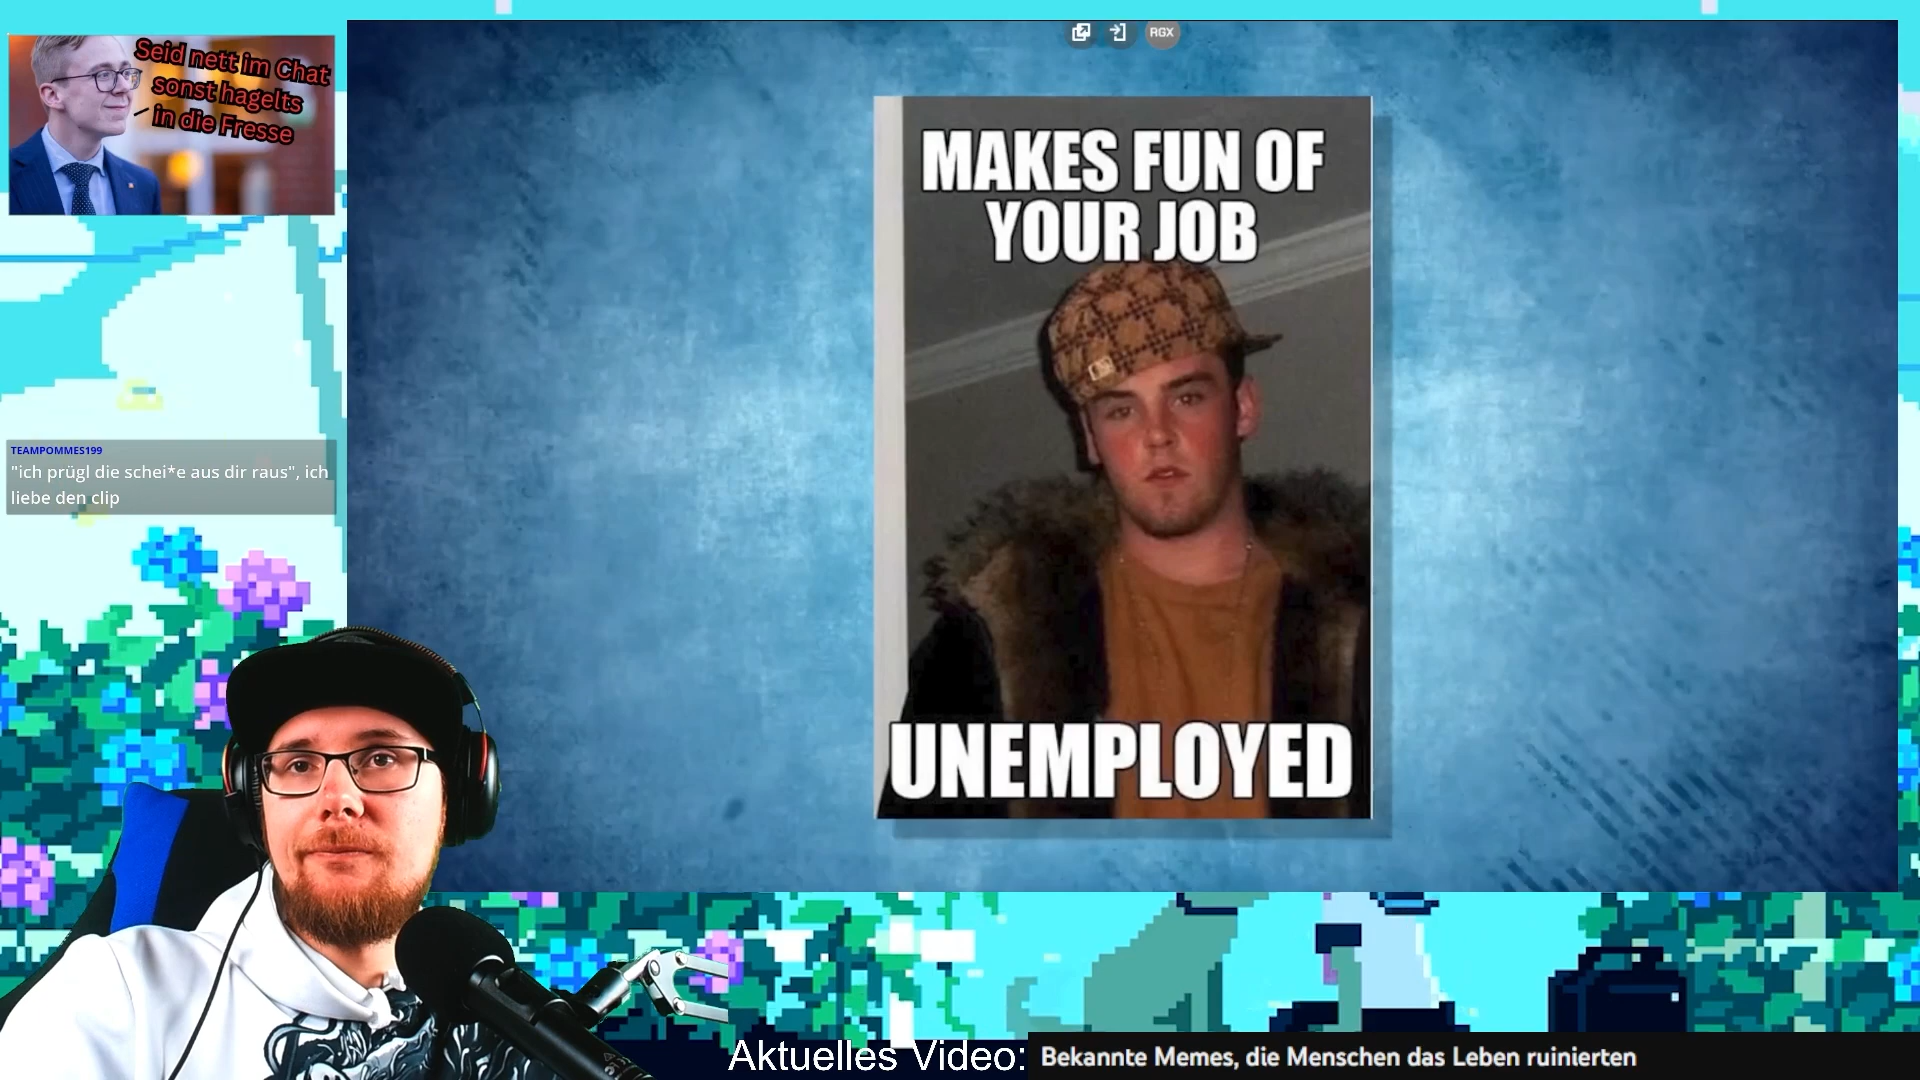 Seid nett im Chat
sonst hagelts
in die Fresse
RGX
MAKES FUN OF
YOUR JOB
UNEMPLOYED
TEAMPOMMES199
"ich prügl die schei*e aus dir raus", ich
liebe den clip
Aktuelles Video: Bekannte Memes, die Menschen das Leben ruinierten